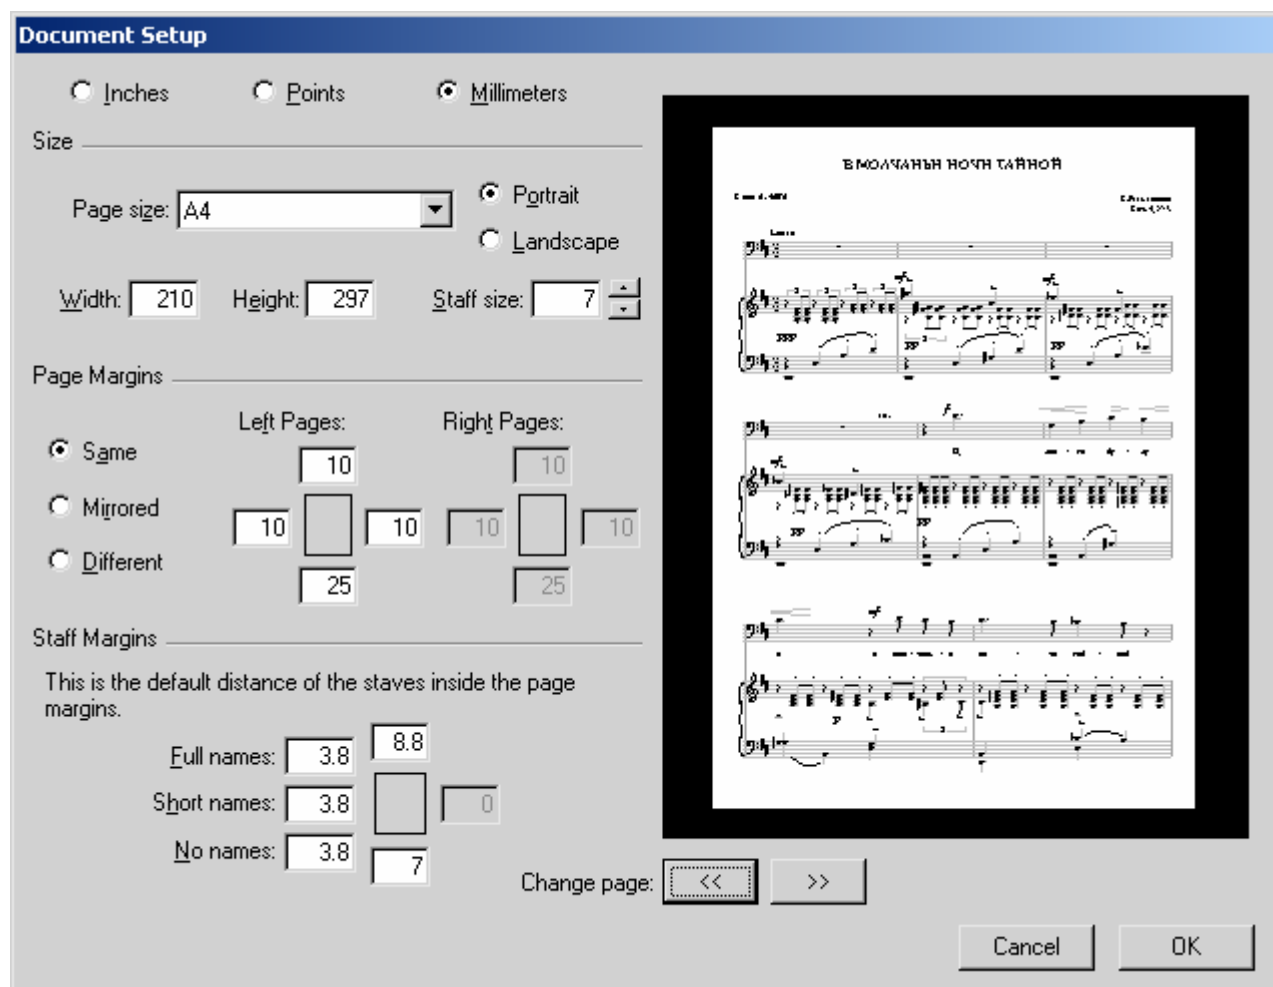 Document Setup
Inches Points Millimeters
Size
Page size: A4
Portrait
Landscape
Width: 210 Height: 297 Staff size: 7
Page Margins
Left Pages: Right Pages:
Same
Mirrored
Different
10 10
10 10 10 10
25 25
Staff Margins
This is the default distance of the staves inside the page
margins.
Full names: 3.8 8.8
Short names: 3.8 0
No names: 3.8 7
В МОЛЧАНЬИ НОЧИ ТАЙНОЙ
Change page: << >>
Cancel OK